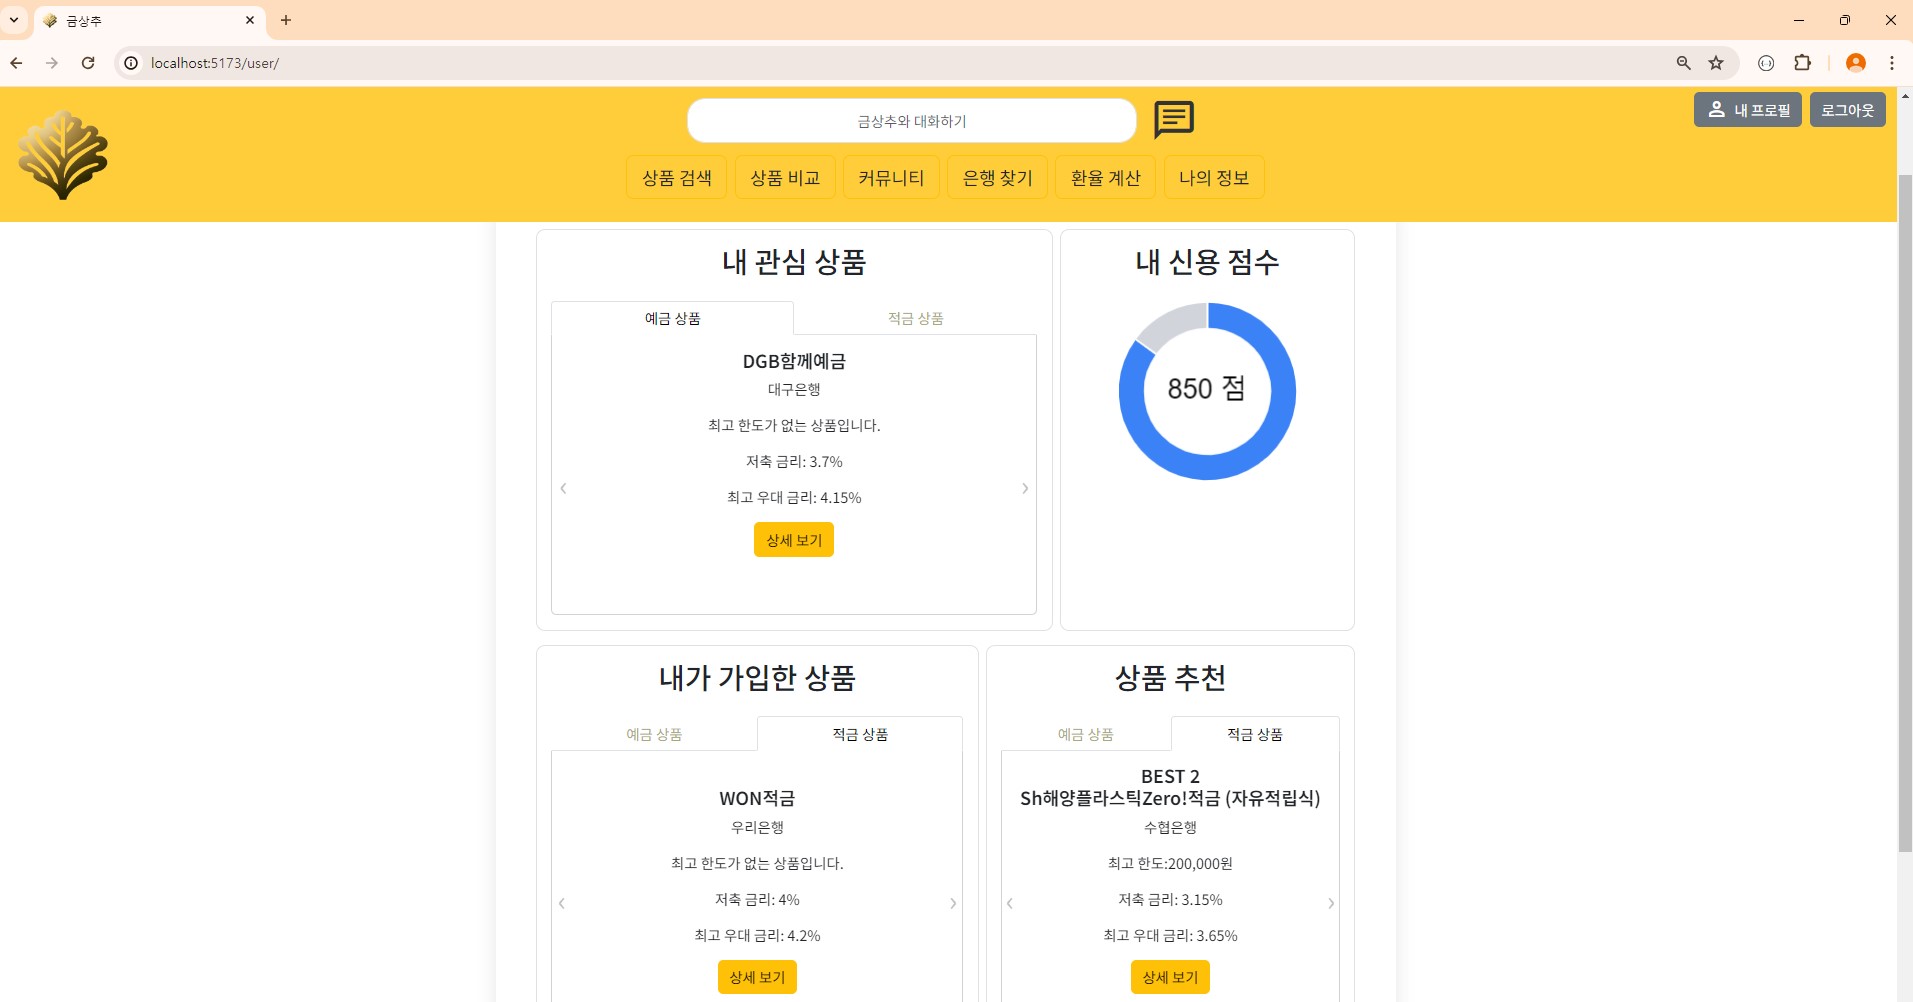 금상추
localhost:5173/user/
금상추와 대화하기
내 프로필
로그아웃
상품 검색
상품 비교
커뮤니티
은행 찾기
환율 계산
나의 정보
내 관심 상품
예금 상품
적금 상품
DGB함께예금
대구은행
최고 한도가 없는 상품입니다.
저축 금리: 3.7%
최고 우대 금리: 4.15%
상세 보기
내 신용 점수
850 점
내가 가입한 상품
예금 상품
적금 상품
WON적금
우리은행
최고 한도가 없는 상품입니다.
저축 금리: 4%
최고 우대 금리: 4.2%
상세 보기
상품 추천
예금 상품
적금 상품
BEST 2
Sh해양플라스틱Zero!적금 (자유적립식)
수협은행
최고 한도:200,000원
저축 금리: 3.15%
최고 우대 금리: 3.65%
상세 보기